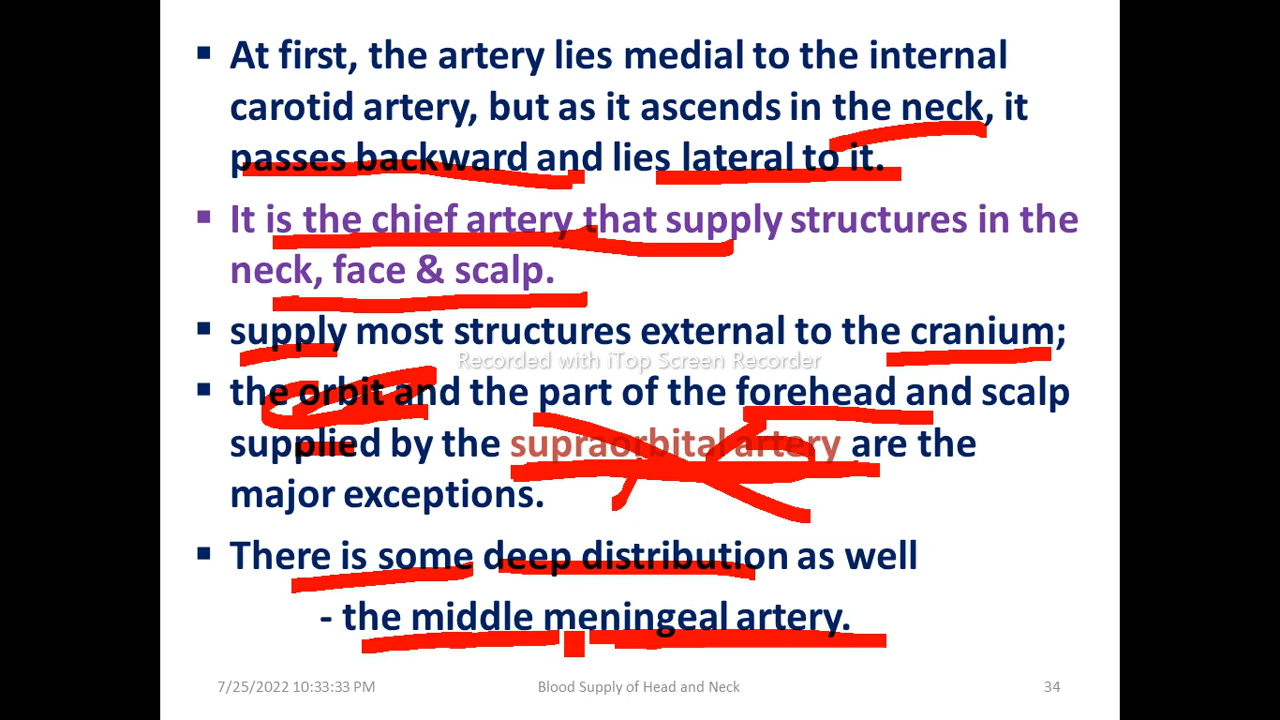 ▪ At first, the artery lies medial to the internal
carotid artery, but as it ascends in the neck, it
passes backward and lies lateral to it.
▪ It is the chief artery that supply structures in the
neck, face & scalp.
▪ supply most structures external to the cranium;
Recorded with iTop Screen Recorder
▪ the orbit and the part of the forehead and scalp
supplied by the supraorbital artery are the
major exceptions.
▪ There is some deep distribution as well
- the middle meningeal artery.
7/25/2022 10:33:33 PM Blood Supply of Head and Neck 34